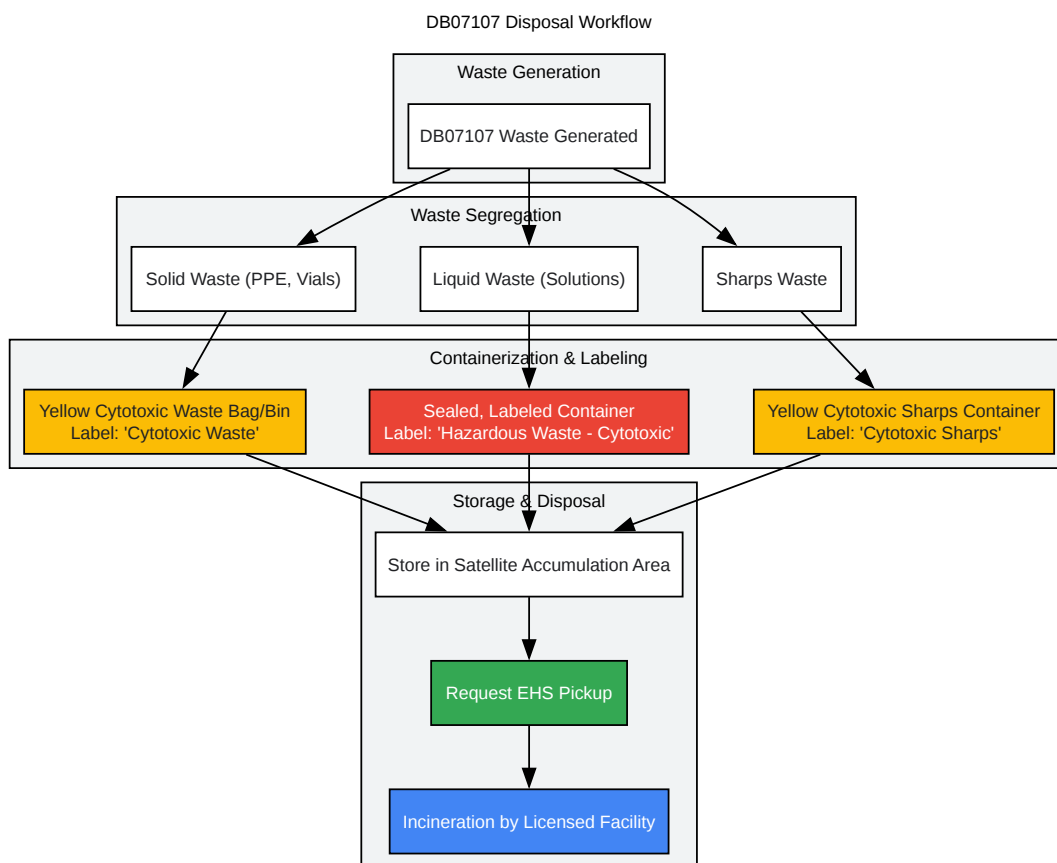 DB07107 Disposal Workflow
Waste Generation
DB07107 Waste Generated
Waste Segregation
Solid Waste (PPE, Vials)
Liquid Waste (Solutions)
Sharps Waste
Containerization & Labeling
Yellow Cytotoxic Waste Bag/Bin
Label: 'Cytotoxic Waste'
Sealed, Labeled Container
Label: 'Hazardous Waste - Cytotoxic'
Yellow Cytotoxic Sharps Container
Label: 'Cytotoxic Sharps'
Storage & Disposal
Store in Satellite Accumulation Area
Request EHS Pickup
Incineration by Licensed Facility